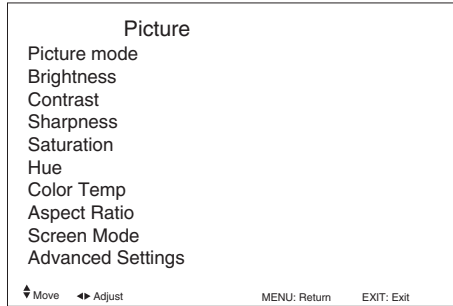 Picture
Picture mode
Brightness
Contrast
Sharpness
Saturation
Hue
Color Temp
Aspect Ratio
Screen Mode
Advanced Settings
Move Adjust MENU: Return EXIT: Exit